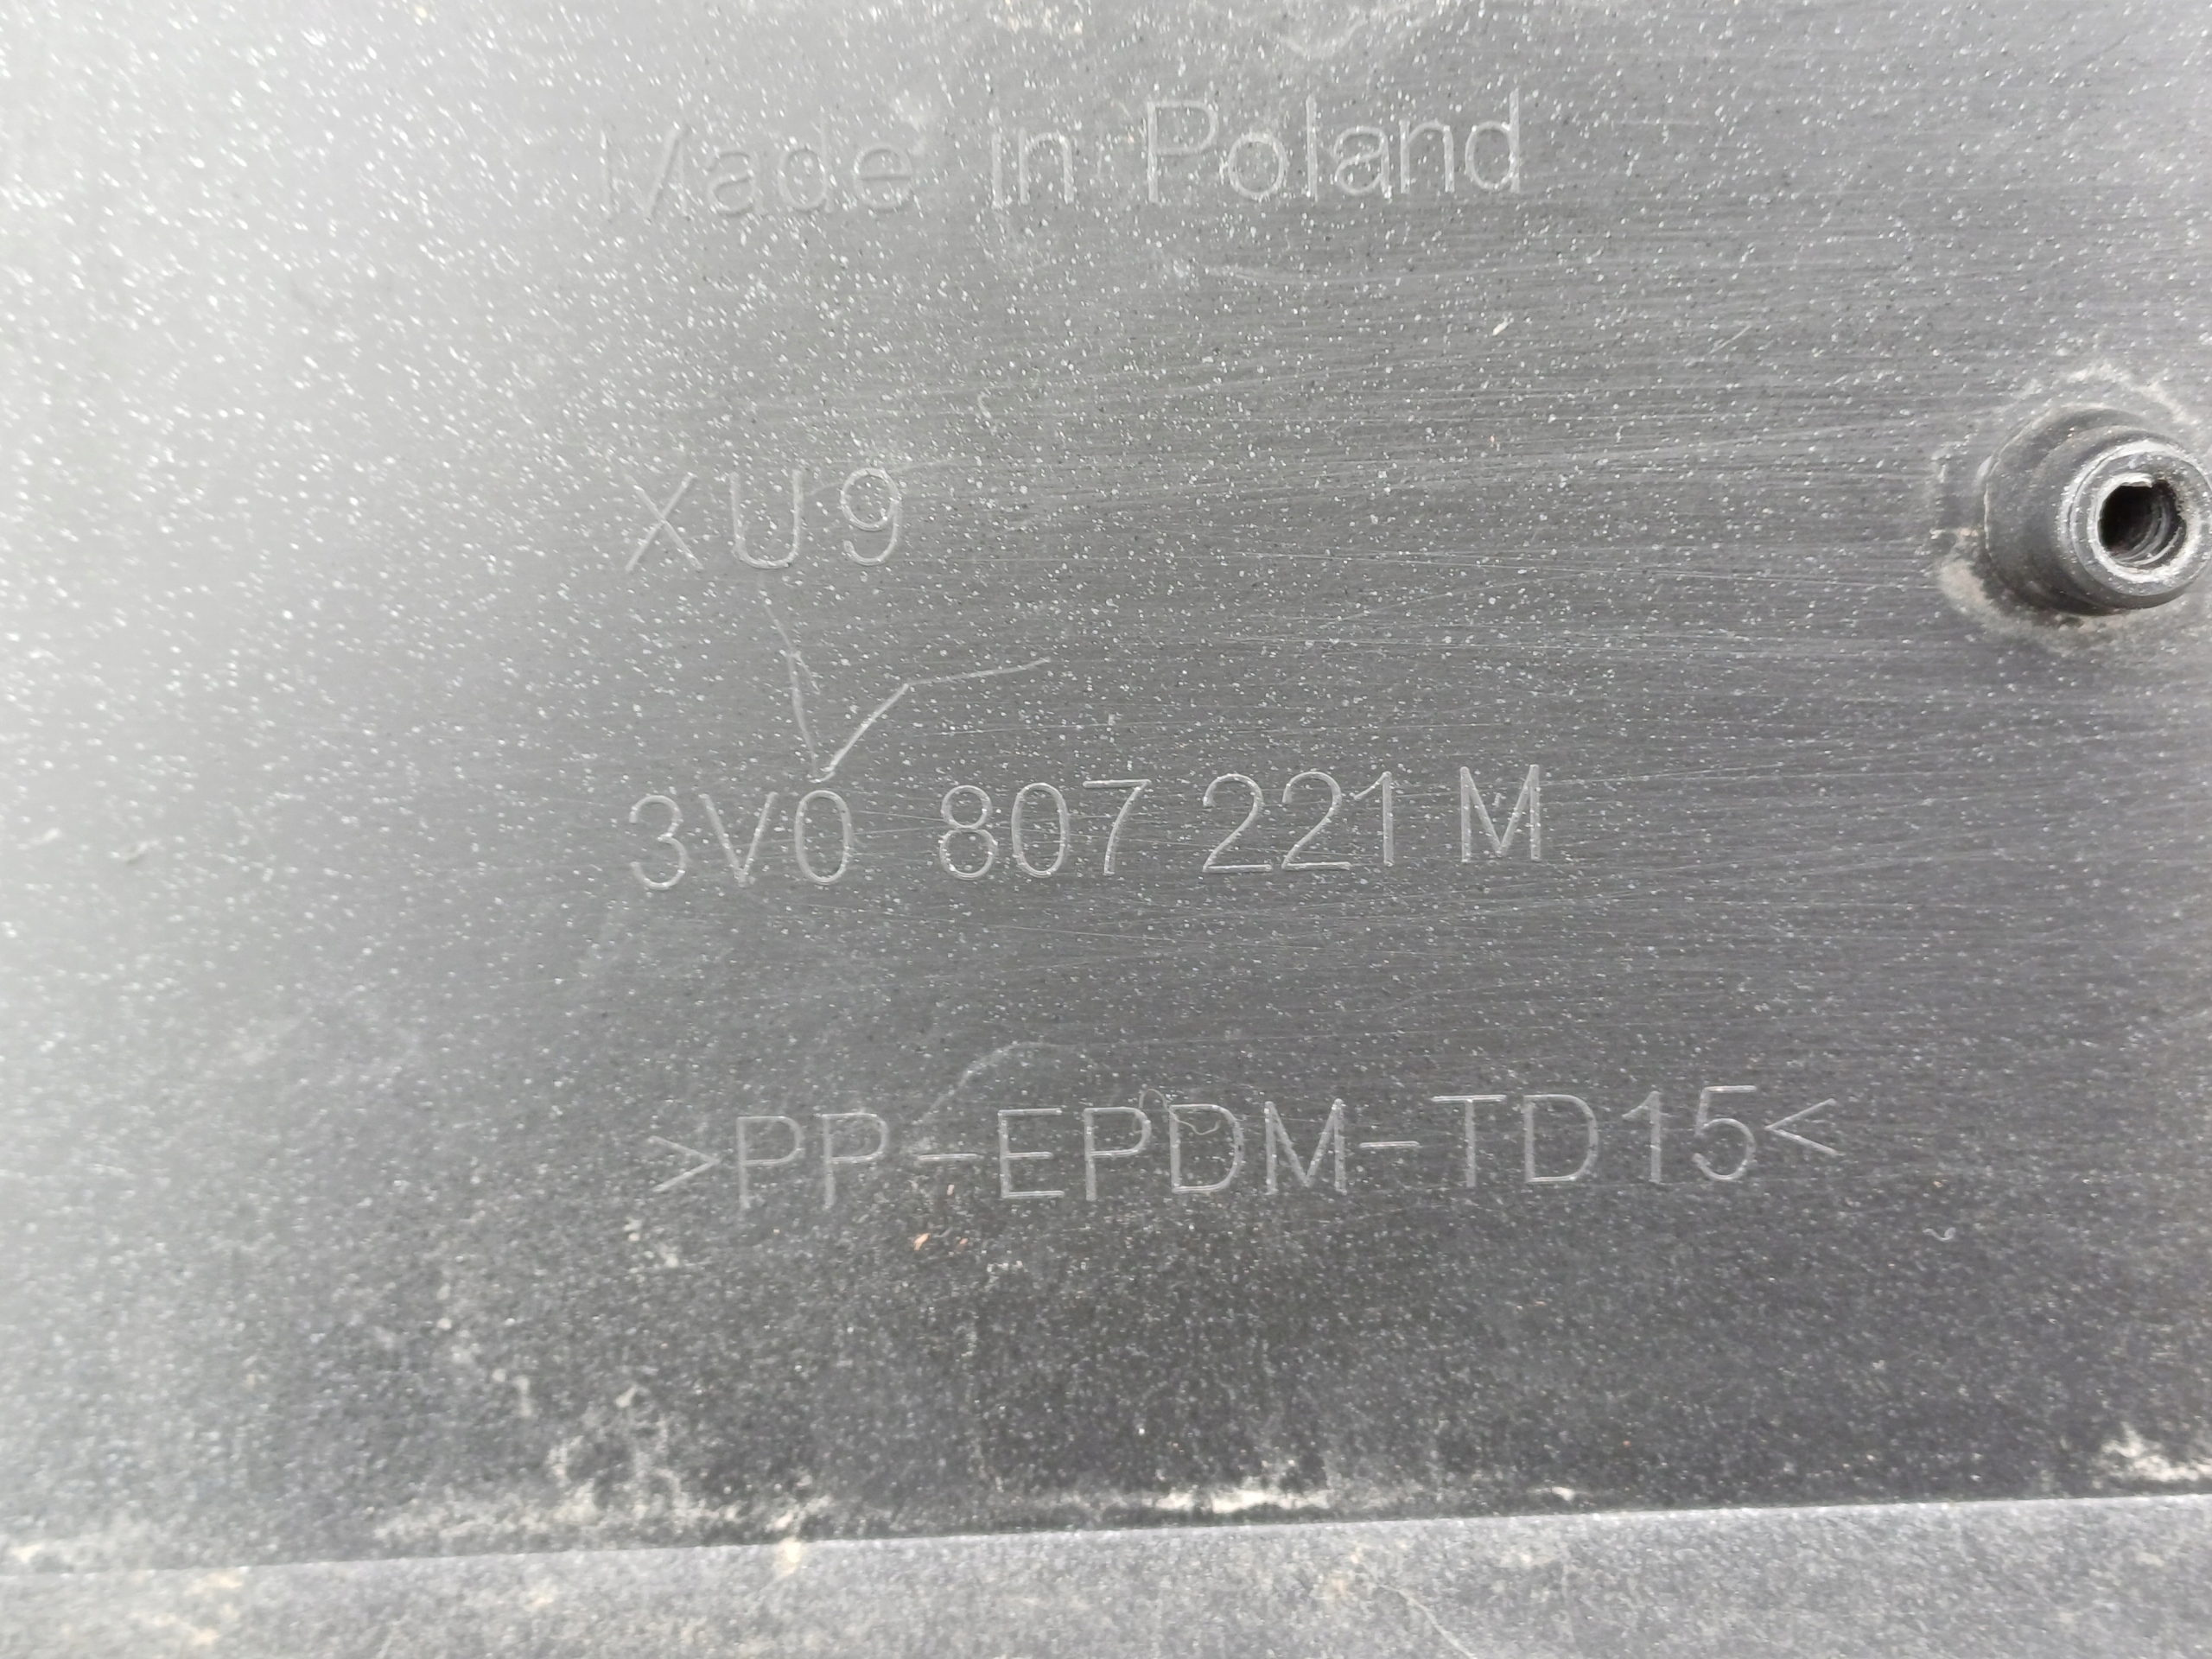 Made in Poland
XU9
3V0 807 221 M
>PP-EPDM-TD15<